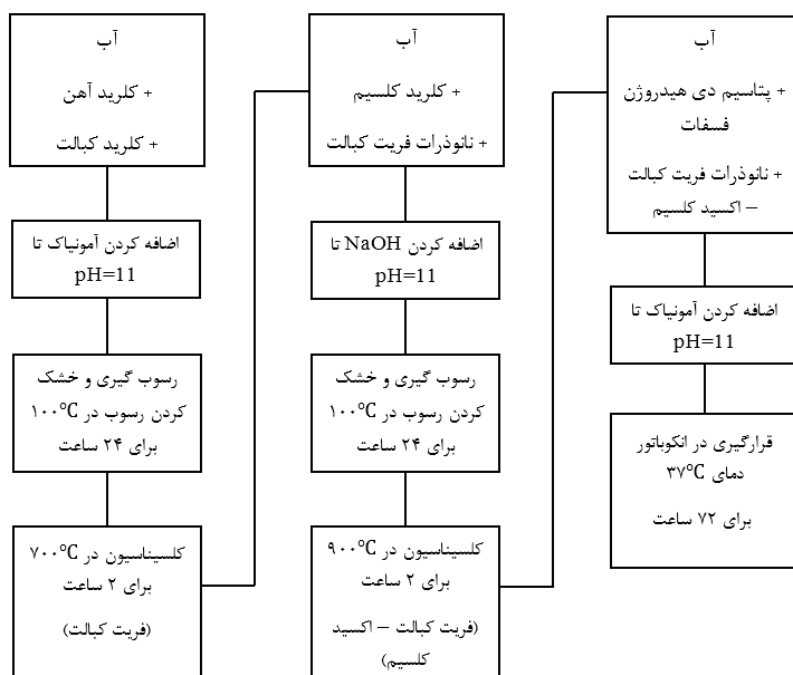 آب
+ کلرید آهن
+ کلرید کبالت
اضافه کردن آمونیاک تا
pH=11
رسوب گیری و خشک
کردن رسوب در ۱۰۰°C
برای ۲۴ ساعت
کلسیناسیون در ۷۰۰°C
برای ۲ ساعت
(فریت کبالت)
آب
+ کلرید کلسیم
+ نانوذرات فریت کبالت
اضافه کردن NaOH تا
pH=11
رسوب گیری و خشک
کردن رسوب در ۱۰۰°C
برای ۲۴ ساعت
کلسیناسیون در ۹۰۰°C
برای ۲ ساعت
(فریت کبالت – اکسید
کلسیم)
آب
+ پتاسیم دی هیدروژن
فسفات
+ نانوذرات فریت کبالت
– اکسید کلسیم
اضافه کردن آمونیاک تا
pH=11
قرارگیری در انکوباتور
دمای ۳۷°C
برای ۷۲ ساعت